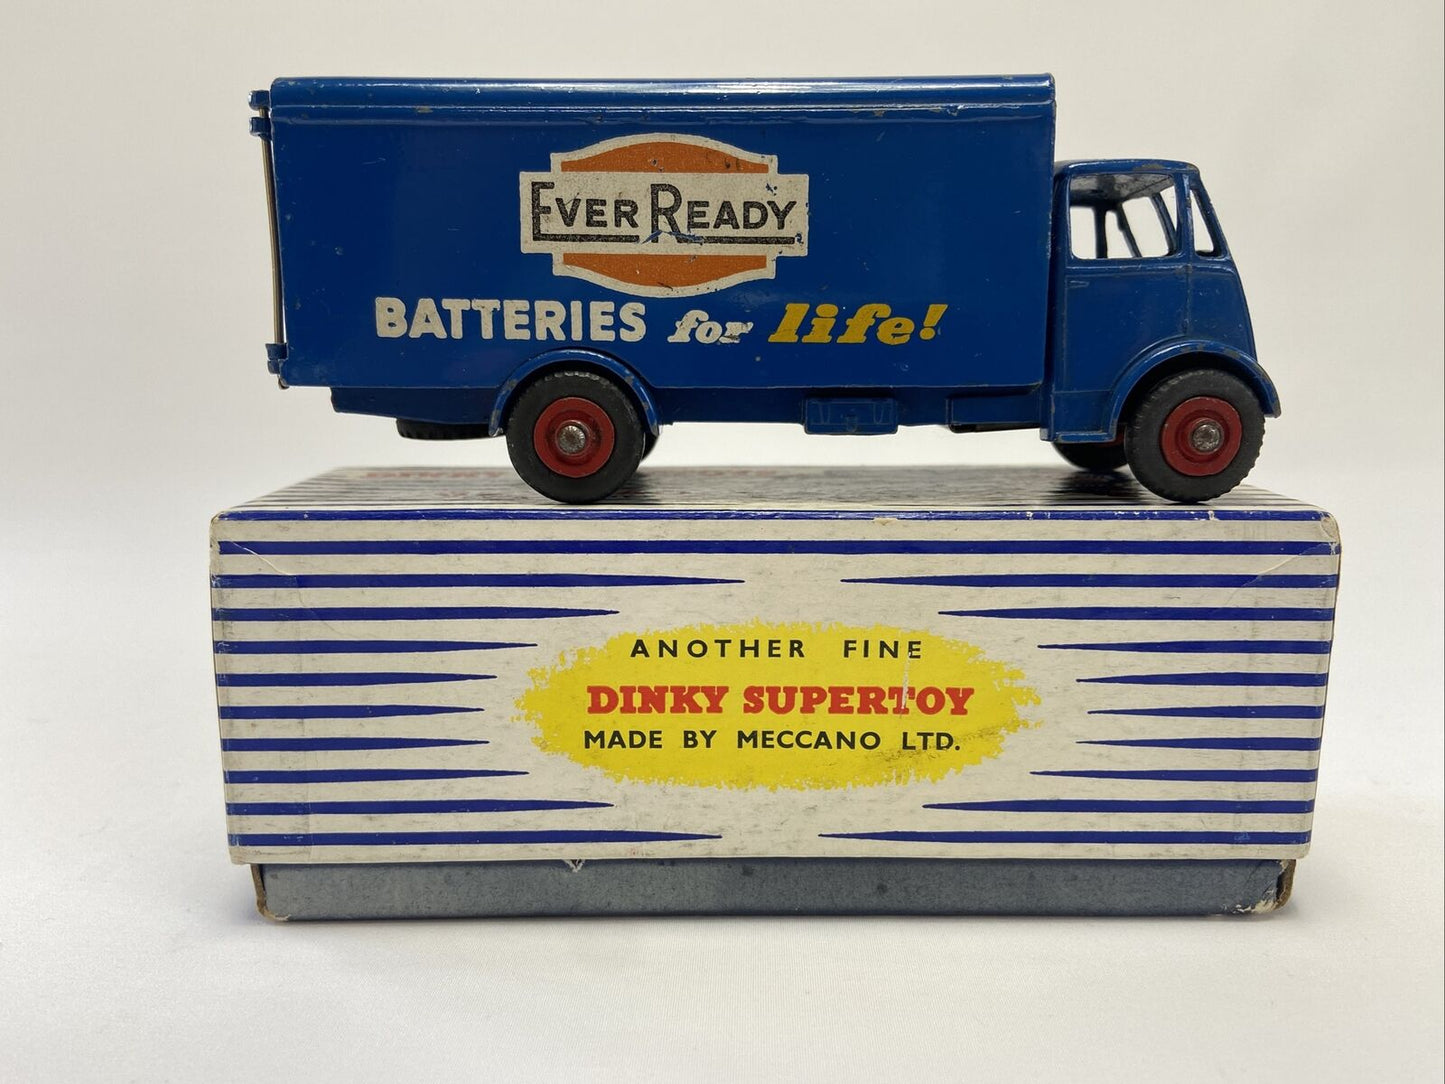 EVER READY
BATTERIES for life!
ANOTHER FINE
DINKY SUPERTOY
MADE BY MECCANO LTD.